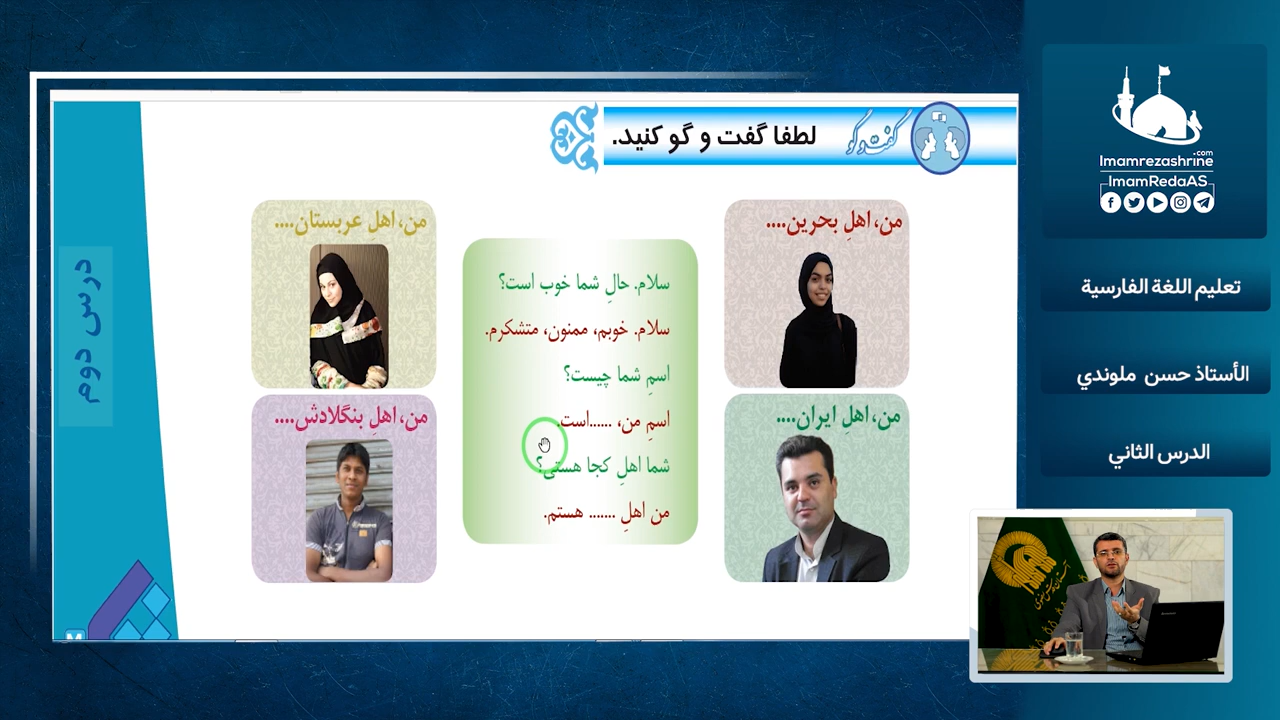 گفت و گو
لطفا گفت و گو کنید.
من، اهلِ بحرین....
من، اهل عربستان....
سلام. حالِ شما خوب است؟
سلام. خوبم، ممنون، متشکرم.
اسمِ شما چیست؟
اسمِ من، ......است.
شما اهلِ کجا هستی؟
من اهلِ ....... هستم.
من، اهلِ ایران....
من، اهلِ بنگلادش....
درس دوم
M
Imamrezashrine.com
ImamRedaAS
تعليم اللغة الفارسية
الأستاذ حسن ملوندي
الدرس الثاني